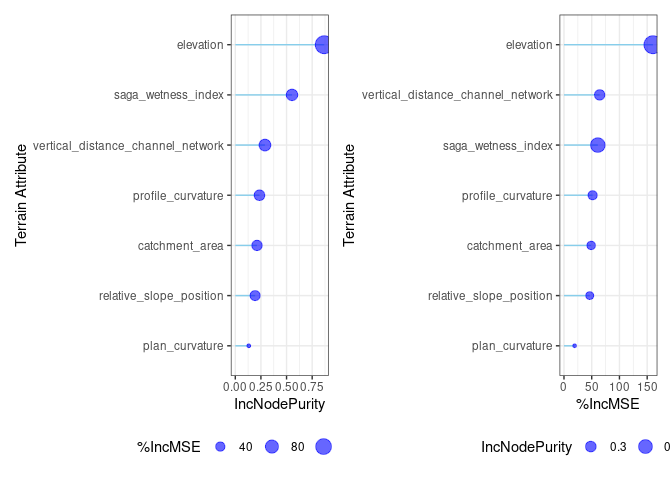 Terrain Attribute
elevation
saga_wetness_index
vertical_distance_channel_network
profile_curvature
catchment_area
relative_slope_position
plan_curvature
0.00 0.25 0.50 0.75
IncNodePurity
%IncMSE 40 80
Terrain Attribute
elevation
vertical_distance_channel_network
saga_wetness_index
profile_curvature
catchment_area
relative_slope_position
plan_curvature
0 50 100 150
%IncMSE
IncNodePurity 0.3